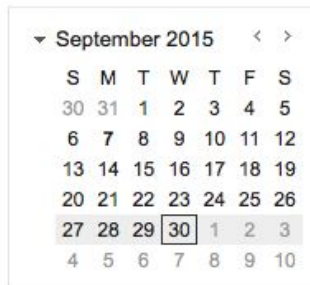 September 2015 < >
S M T W T F S
30 31 1 2 3 4 5
6 7 8 9 10 11 12
13 14 15 16 17 18 19
20 21 22 23 24 25 26
27 28 29 30 1 2 3
4 5 6 7 8 9 10